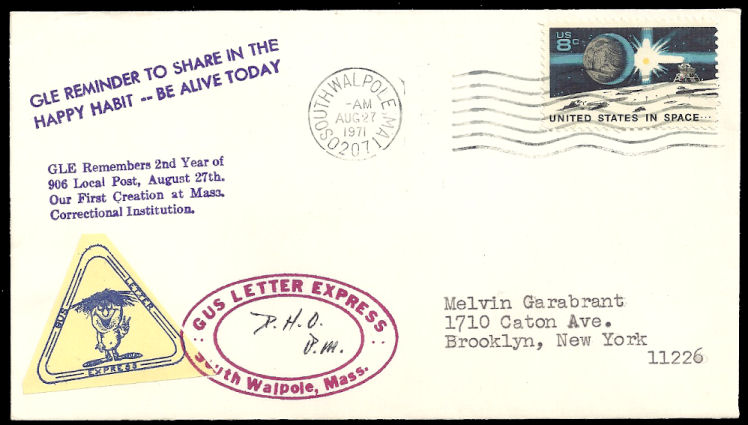 GLE REMINDER TO SHARE IN THE
HAPPY HABIT -- BE ALIVE TODAY
SOUTH WALPOLE, MA
-AM
AUG 27
1971
02071
US
8c
UNITED STATES IN SPACE...
GLE Remembers 2nd Year of
906 Local Post, August 27th.
Our First Creation at Mass.
Correctional Institution.
GUS LETTER
EXPRESS
: GUS LETTER EXPRESS :
P.M.
South Walpole, Mass.
Melvin Garabrant
1710 Caton Ave.
Brooklyn, New York
11226